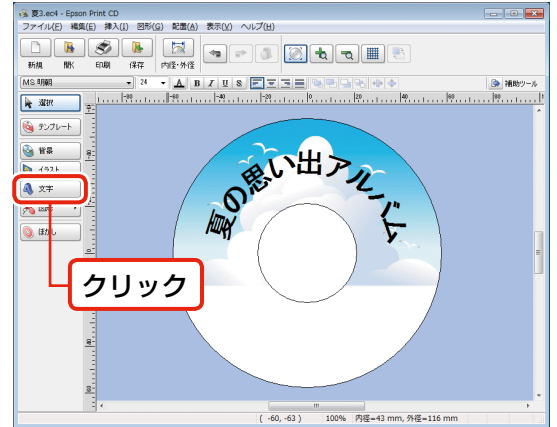 夏3.ec4 - Epson Print CD
ファイル(F) 編集(E) 挿入(I) 図形(G) 配置(A) 表示(V) ヘルプ(H)
新規 開く 印刷 保存 内径・外径
MS 明朝 24 A B I U S 補助ツール
選択
テンプレート
背景
イラスト
文字
図形
ぼかし
クリック
夏の思い出アルバム
( -60, -63 ) 100% 内径=43 mm, 外径=116 mm